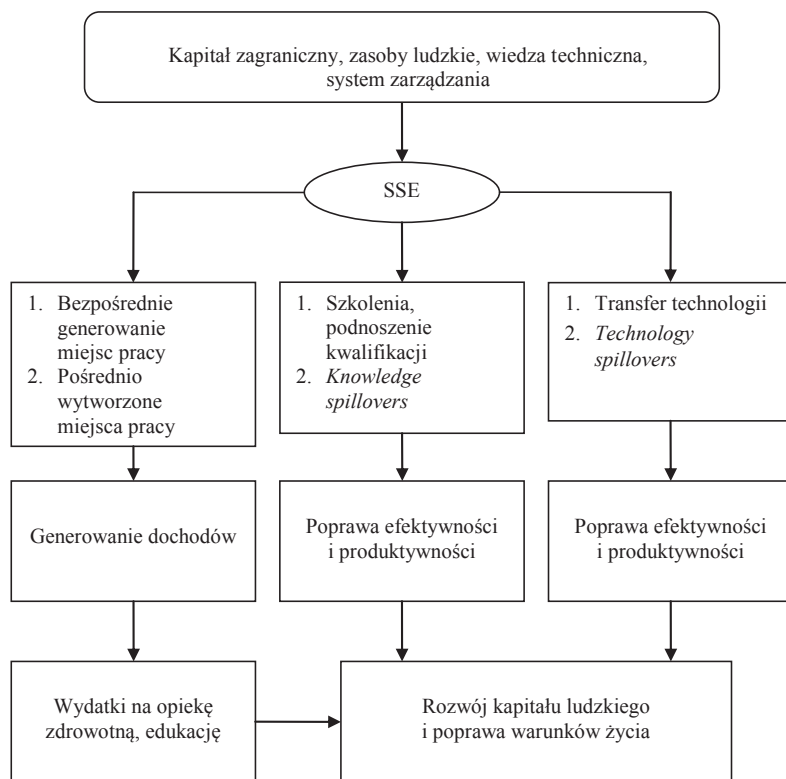 Kapitał zagraniczny, zasoby ludzkie, wiedza techniczna,
system zarządzania
SSE
1. Bezpośrednie
generowanie
miejsc pracy
2. Pośrednio
wytworzone
miejsca pracy
1. Szkolenia,
podnoszenie
kwalifikacji
2. Knowledge
spillovers
1. Transfer technologii
2. Technology
spillovers
Generowanie dochodów
Poprawa efektywności
i produktywności
Poprawa efektywności
i produktywności
Wydatki na opiekę
zdrowotną, edukację
Rozwój kapitału ludzkiego
i poprawa warunków życia